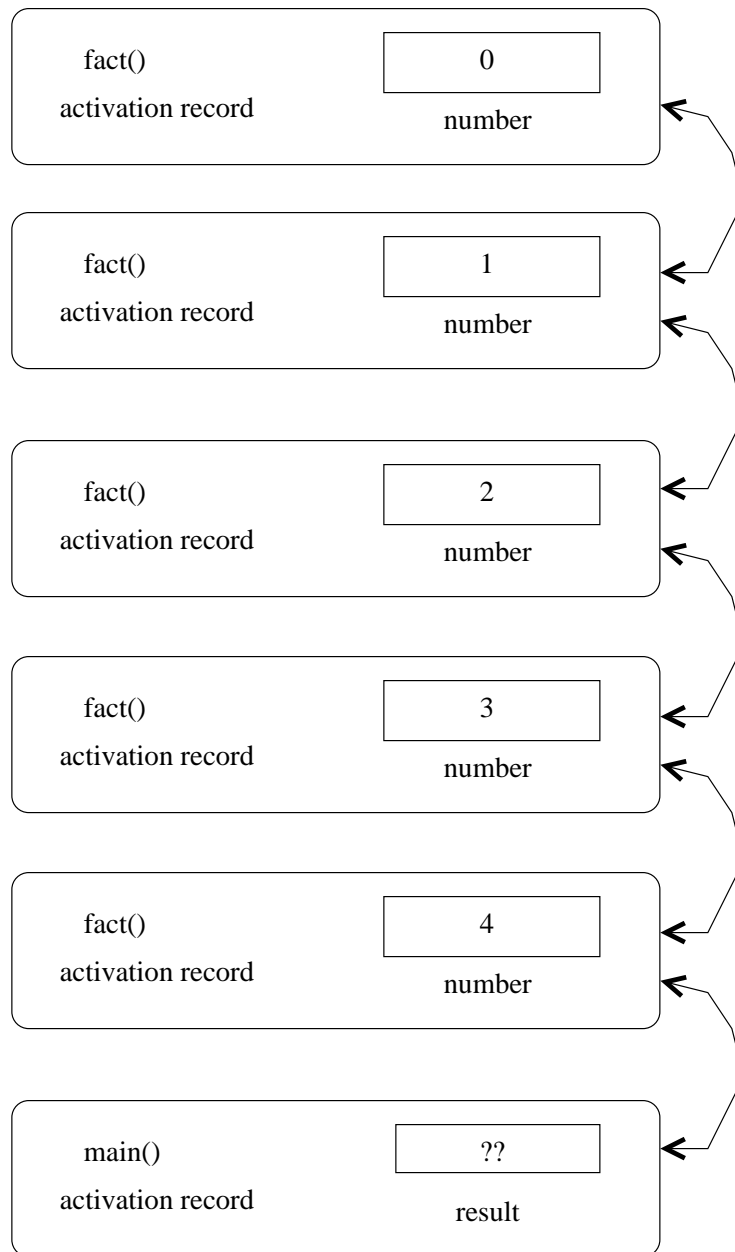 fact()
0
activation record
number
fact()
1
activation record
number
fact()
2
activation record
number
fact()
3
activation record
number
fact()
4
activation record
number
main()
??
activation record
result